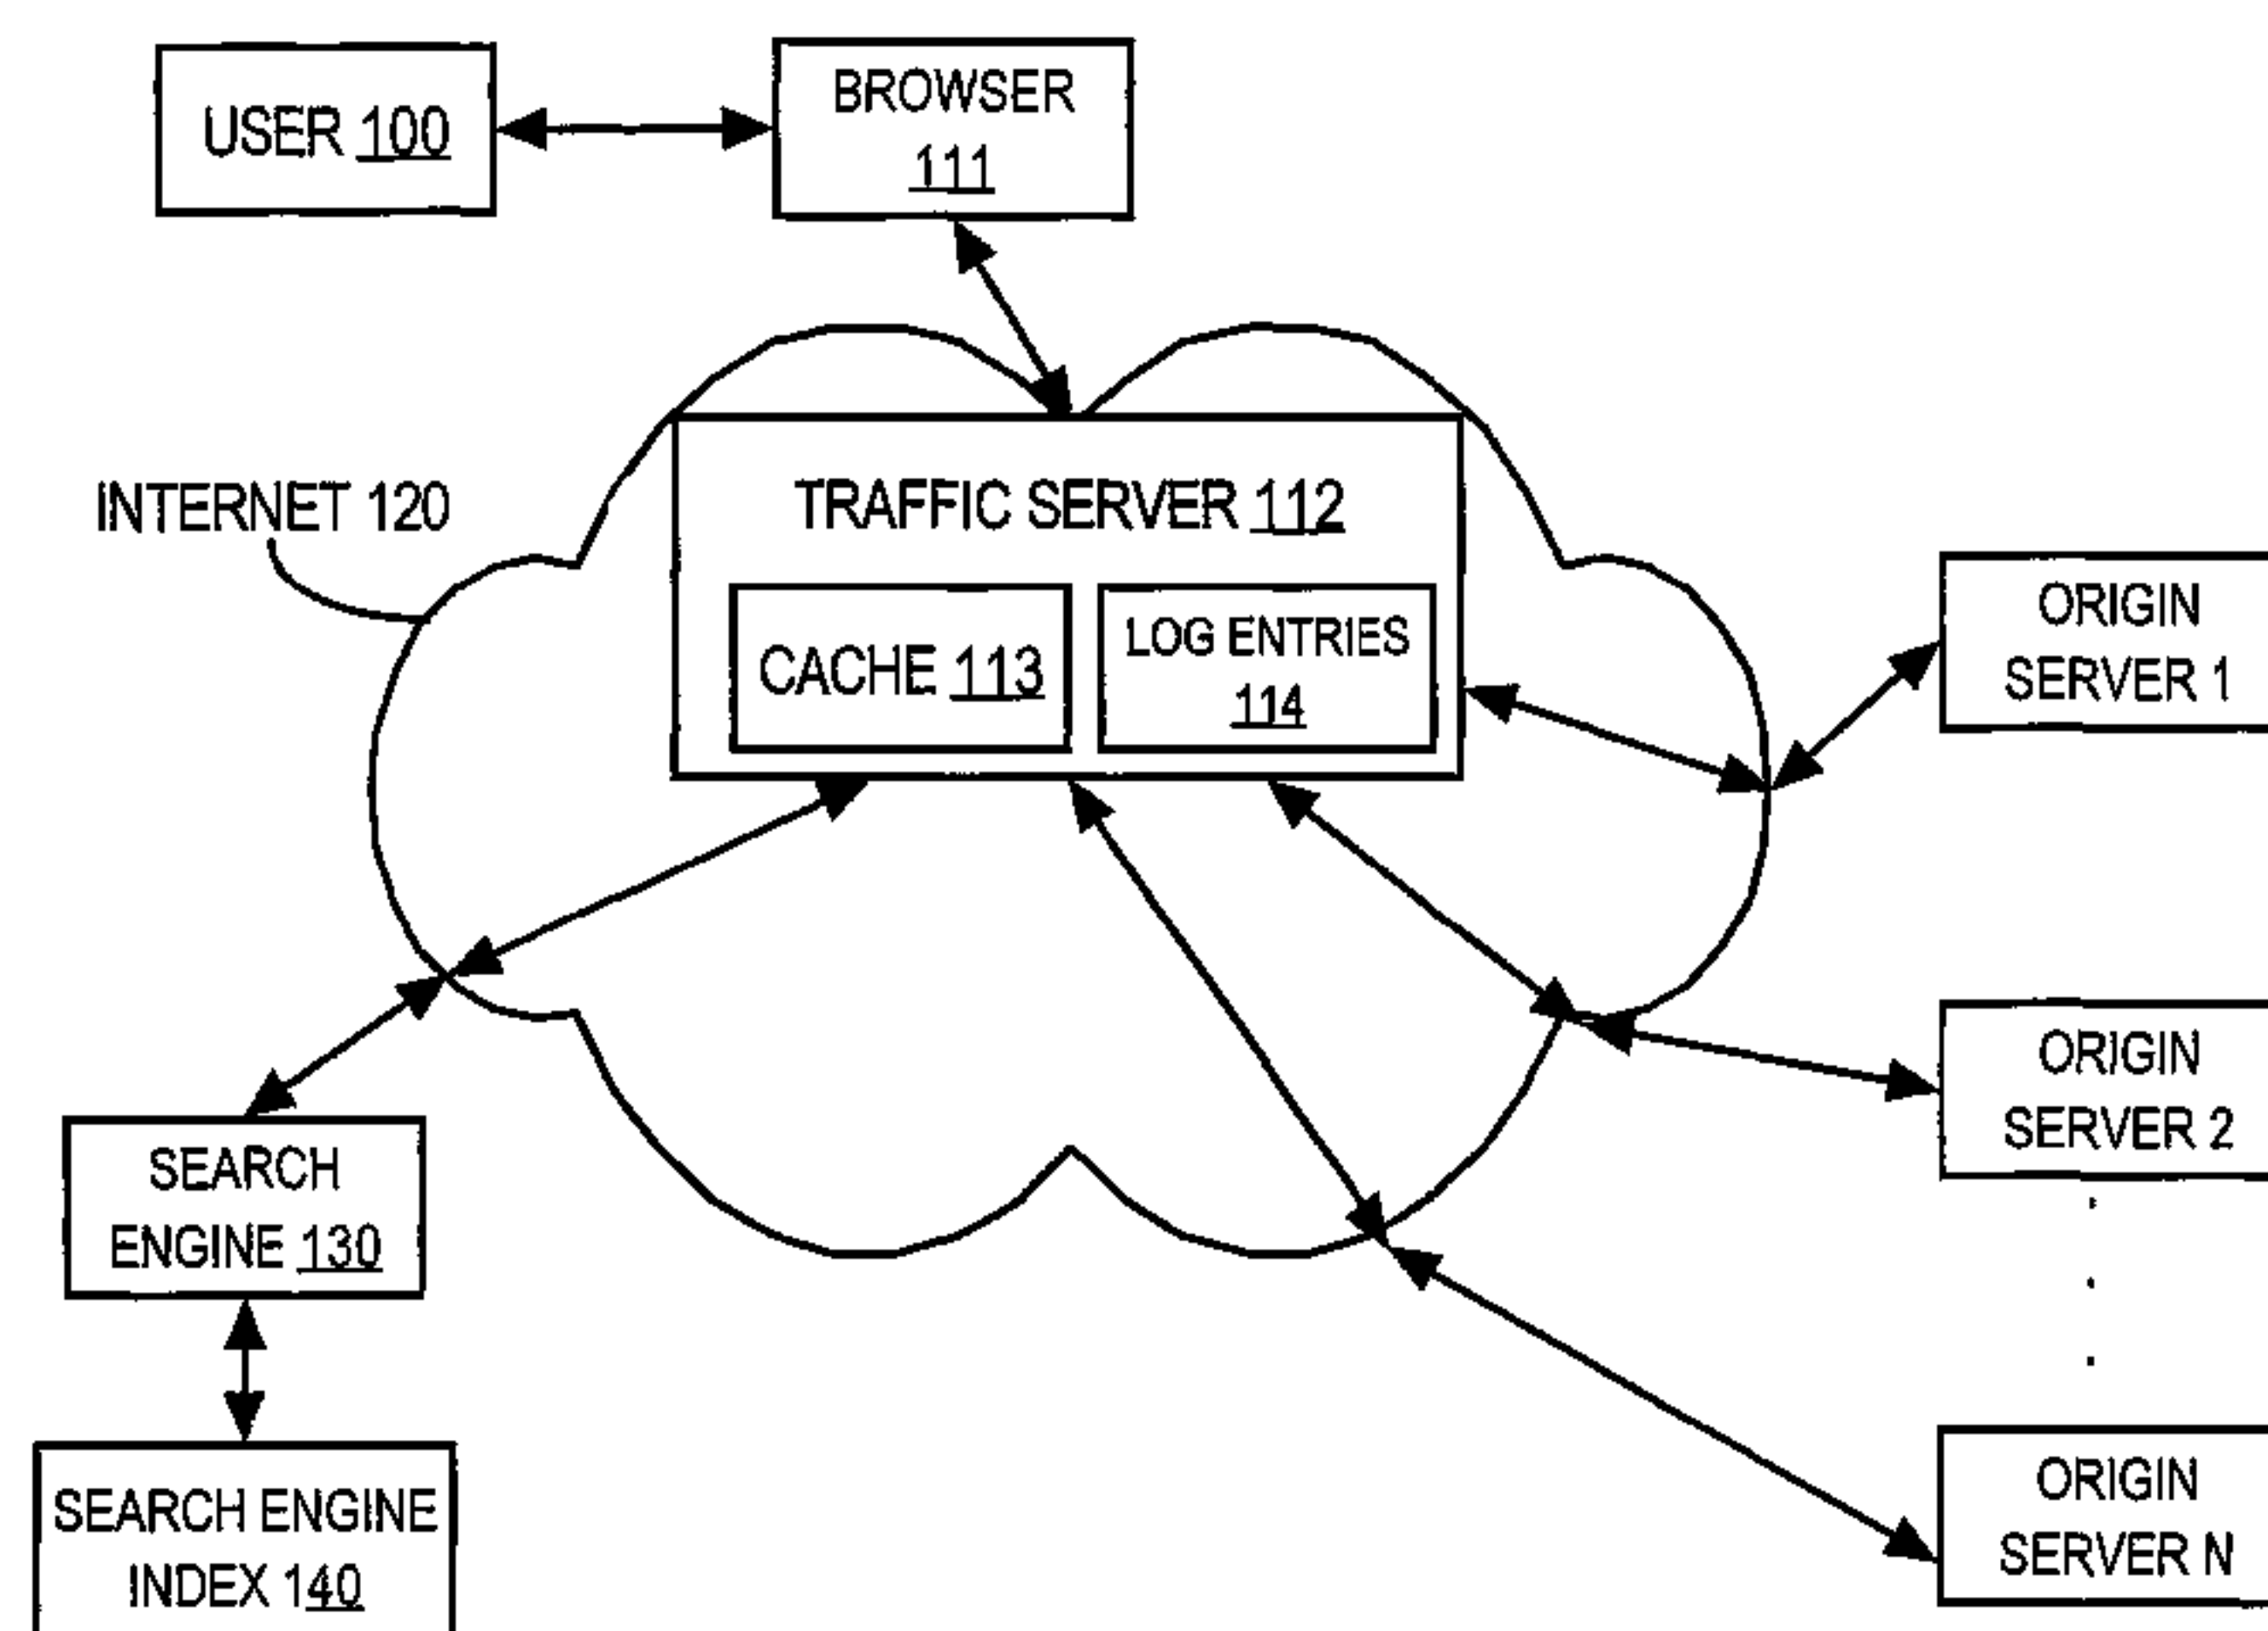 USER 100
BROWSER
111
INTERNET 120
TRAFFIC SERVER 112
CACHE 113
LOG ENTRIES
114
ORIGIN
SERVER 1
ORIGIN
SERVER 2
SEARCH
ENGINE 130
SEARCH ENGINE
INDEX 140
ORIGIN
SERVER N